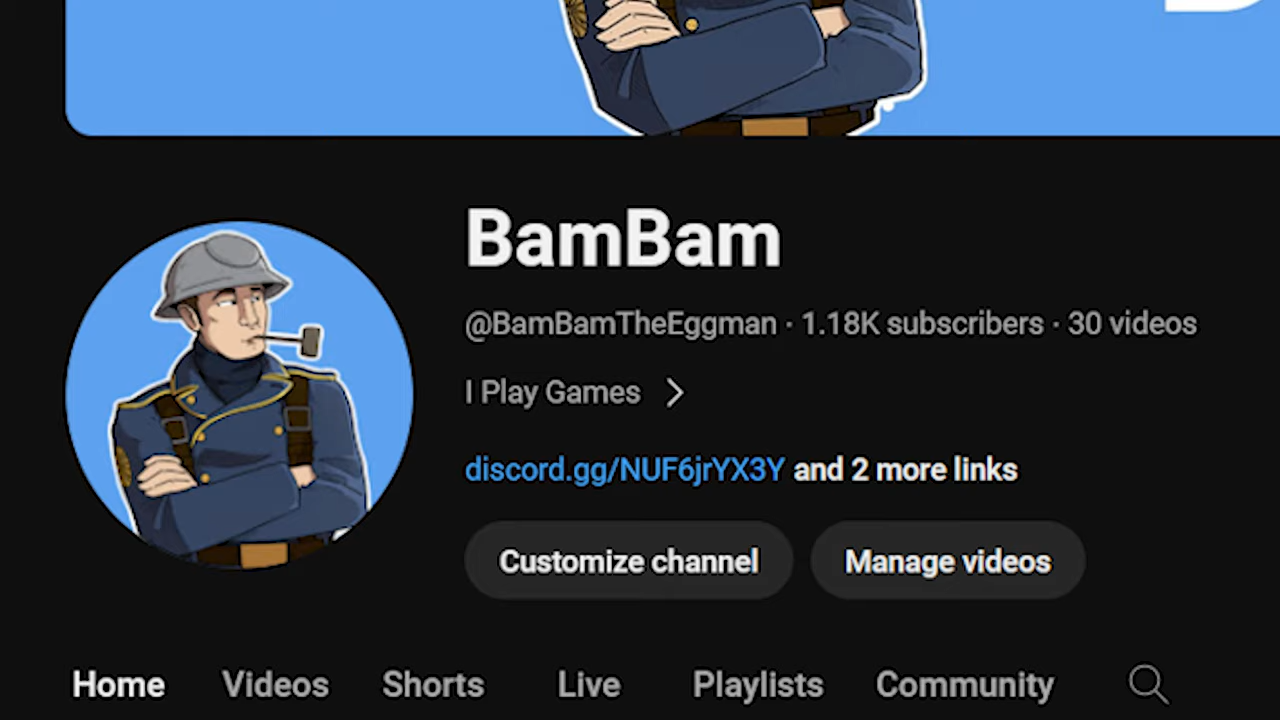 BamBam
@BamBamTheEggman · 1.18K subscribers · 30 videos
I Play Games
discord.gg/NUF6jrYX3Y and 2 more links
Customize channel Manage videos
Home Videos Shorts Live Playlists Community